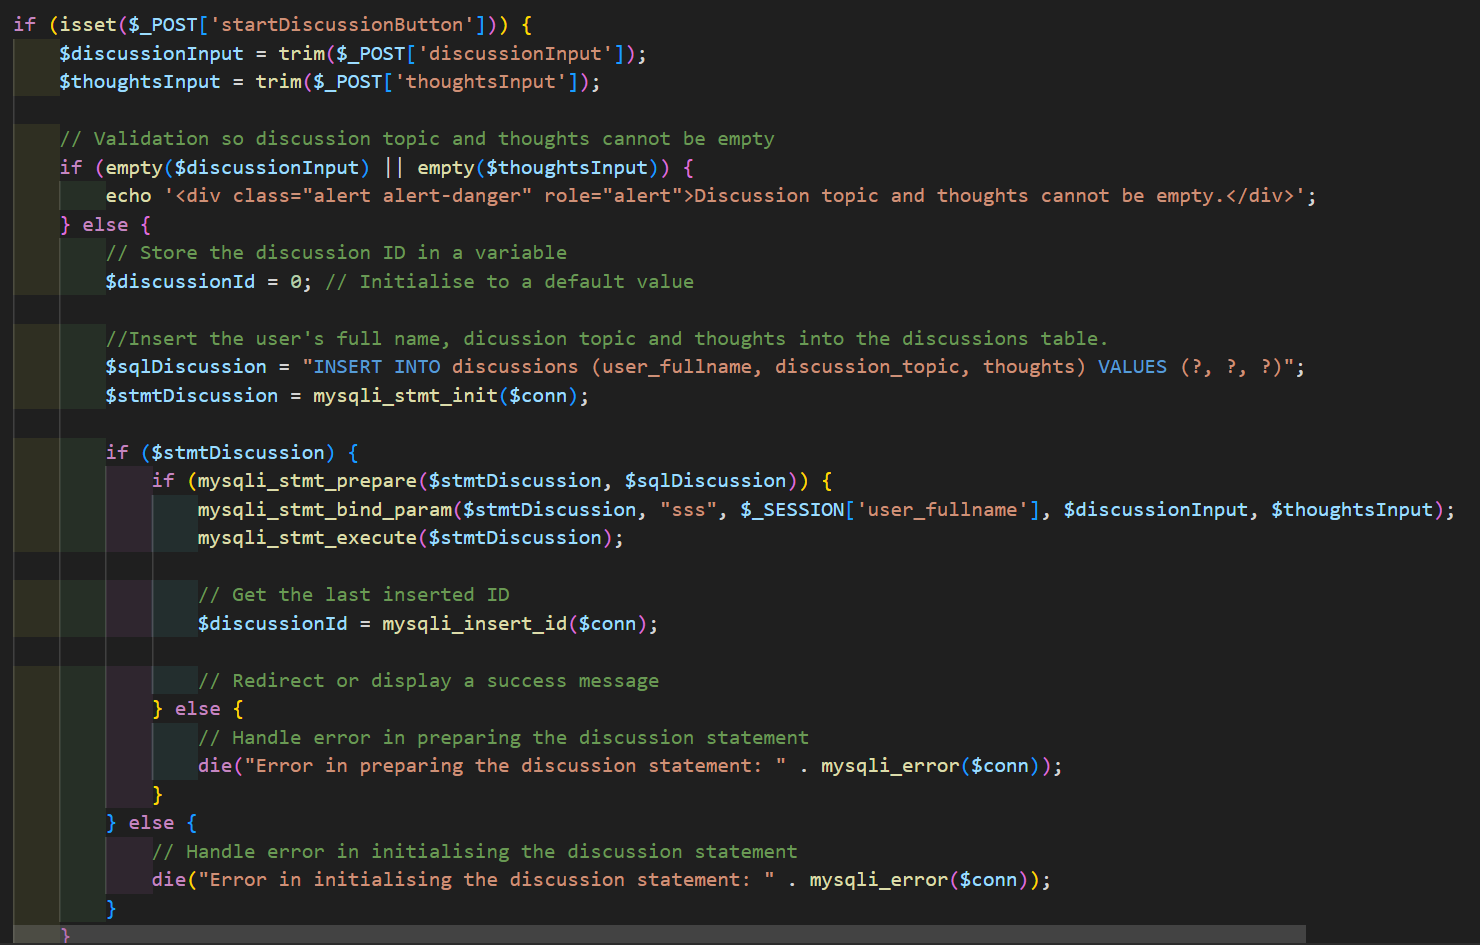 if (isset($_POST['startDiscussionButton'])) {
    $discussionInput = trim($_POST['discussionInput']);
    $thoughtsInput = trim($_POST['thoughtsInput']);

    // Validation so discussion topic and thoughts cannot be empty
    if (empty($discussionInput) || empty($thoughtsInput)) {
        echo '<div class="alert alert-danger" role="alert">Discussion topic and thoughts cannot be empty.</div>';
    } else {
        // Store the discussion ID in a variable
        $discussionId = 0; // Initialise to a default value

        //Insert the user's full name, dicussion topic and thoughts into the discussions table.
        $sqlDiscussion = "INSERT INTO discussions (user_fullname, discussion_topic, thoughts) VALUES (?, ?, ?)";
        $stmtDiscussion = mysqli_stmt_init($conn);

        if ($stmtDiscussion) {
            if (mysqli_stmt_prepare($stmtDiscussion, $sqlDiscussion)) {
                mysqli_stmt_bind_param($stmtDiscussion, "sss", $_SESSION['user_fullname'], $discussionInput, $thoughtsInput);
                mysqli_stmt_execute($stmtDiscussion);

                // Get the last inserted ID
                $discussionId = mysqli_insert_id($conn);

                // Redirect or display a success message
            } else {
                // Handle error in preparing the discussion statement
                die("Error in preparing the discussion statement: " . mysqli_error($conn));
            }
        } else {
            // Handle error in initialising the discussion statement
            die("Error in initialising the discussion statement: " . mysqli_error($conn));
        }
    }